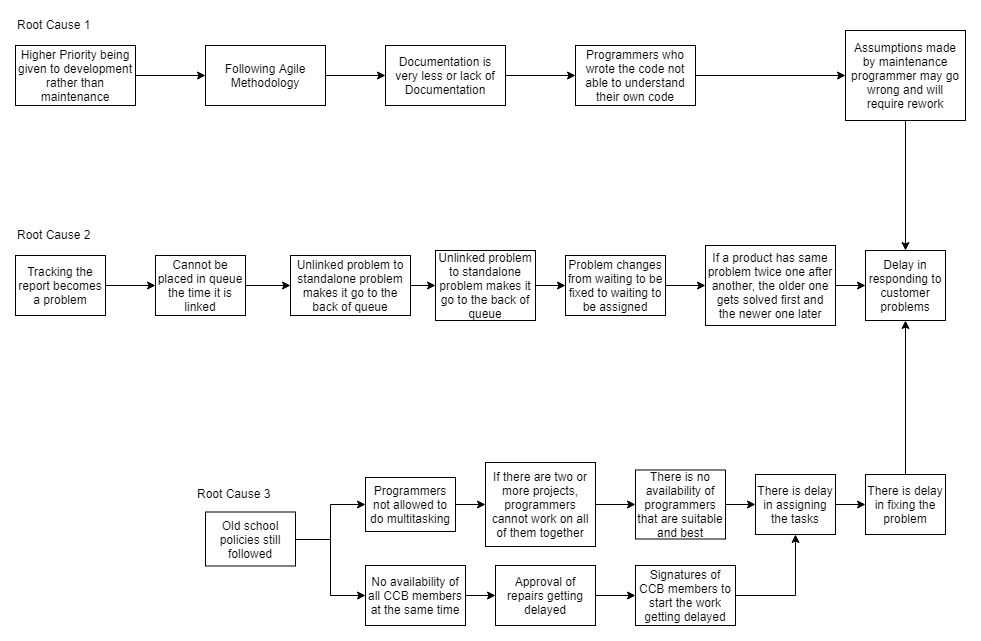 Root Cause 1
Higher Priority being
given to development
rather than
maintenance
Following Agile
Methodology
Documentation is
very less or lack of
Documentation
Programmers who
wrote the code not
able to understand
their own code
Assumptions made
by maintenance
programmer may go
wrong and will
require rework
Root Cause 2
Tracking the
report becomes
a problem
Cannot be
placed in queue
the time it is
linked
Unlinked problem to
standalone problem
makes it go to the
back of queue
Unlinked problem
to standalone
problem makes it
go to the back of
queue
Problem changes
from waiting to be
fixed to waiting to
be assigned
If a product has same
problem twice one after
another, the older one
gets solved first and
the newer one later
Delay in
responding to
customer
problems
Root Cause 3
Old school
policies still
followed
Programmers
not allowed to
do multitasking
If there are two or
more projects,
programmers
cannot work on all
of them together
There is no
availability of
programmers
that are suitable
and best
There is delay
in assigning
the tasks
There is delay
in fixing the
problem
No availability of
all CCB members
at the same time
Approval of
repairs getting
delayed
Signatures of
CCB members to
start the work
getting delayed